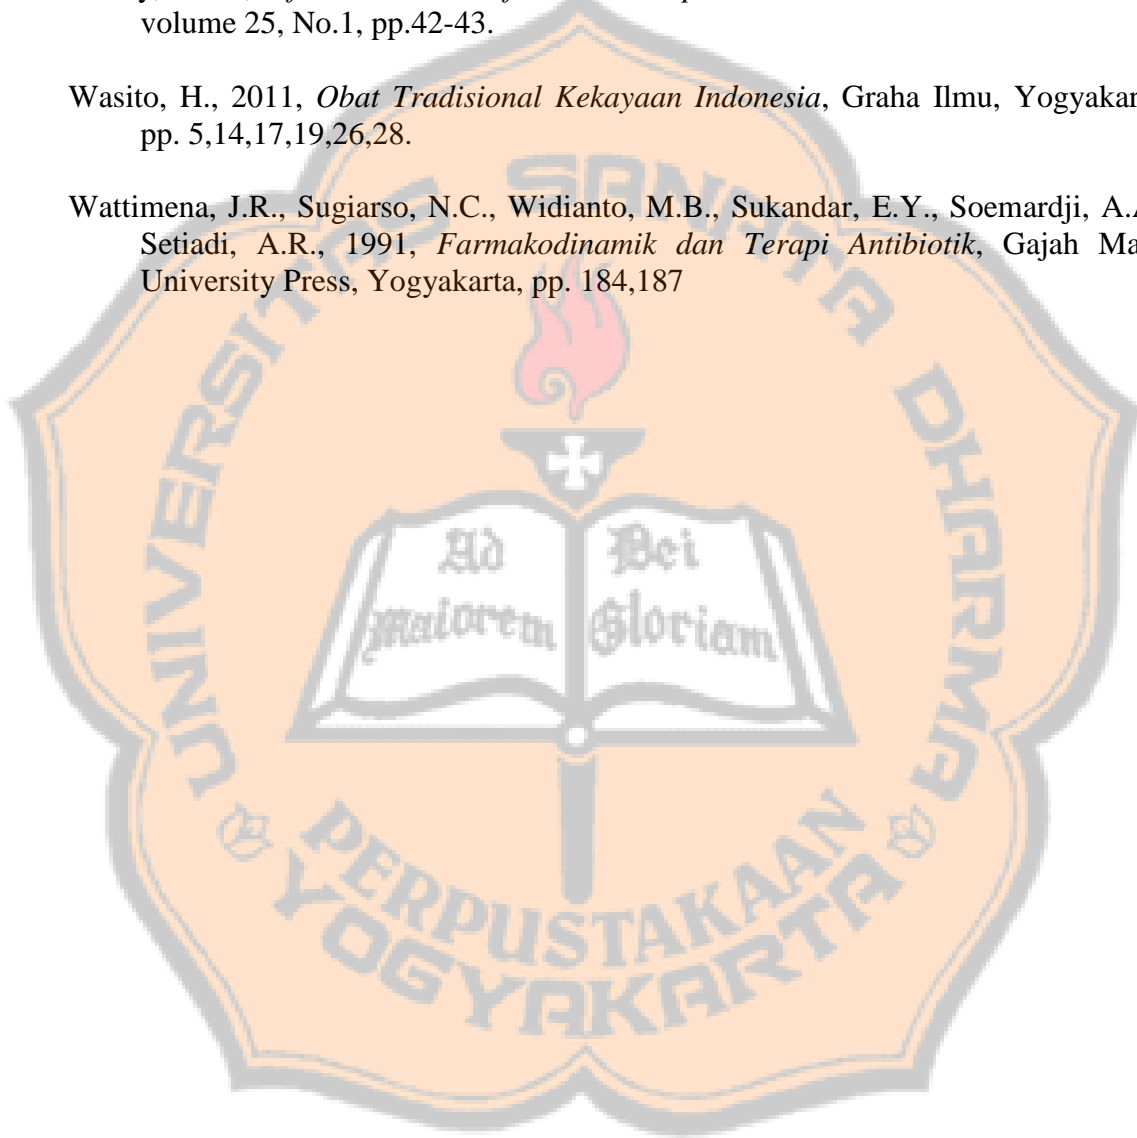 volume 25, No.1, pp.42-43.
Wasito, H., 2011, Obat Tradisional Kekayaan Indonesia, Graha Ilmu, Yogyakar
pp. 5,14,17,19,26,28.
Wattimena, J.R., Sugiarso, N.C., Widianto, M.B., Sukandar, E.Y., Soemardji, A.A
Setiadi, A.R., 1991, Farmakodinamik dan Terapi Antibiotik, Gajah Ma
University Press, Yogyakarta, pp. 184,187
UNIVERSITAS SANATA DHARMA
Ad Dei
Maiorem Gloriam
PERPUSTAKAAN
YOGYAKARTA